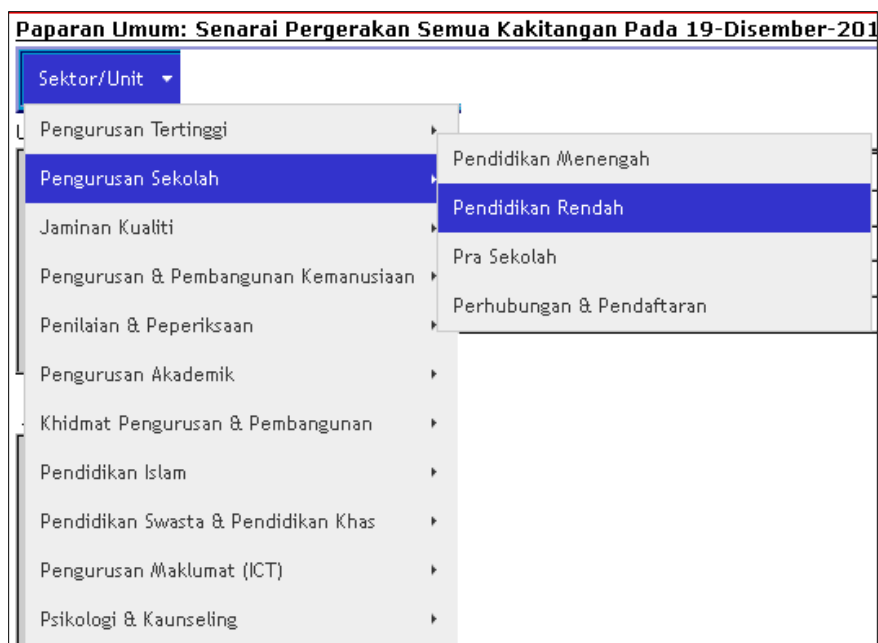 Paparan Umum: Senarai Pergerakan Semua Kakitangan Pada 19-Disember-201
Sektor/Unit
Pengurusan Tertinggi
Pengurusan Sekolah
Jaminan Kualiti
Pengurusan & Pembangunan Kemanusiaan
Penilaian & Peperiksaan
Pengurusan Akademik
Khidmat Pengurusan & Pembangunan
Pendidikan Islam
Pendidikan Swasta & Pendidikan Khas
Pengurusan Maklumat (ICT)
Psikologi & Kaunseling
Pendidikan Menengah
Pendidikan Rendah
Pra Sekolah
Perhubungan & Pendaftaran